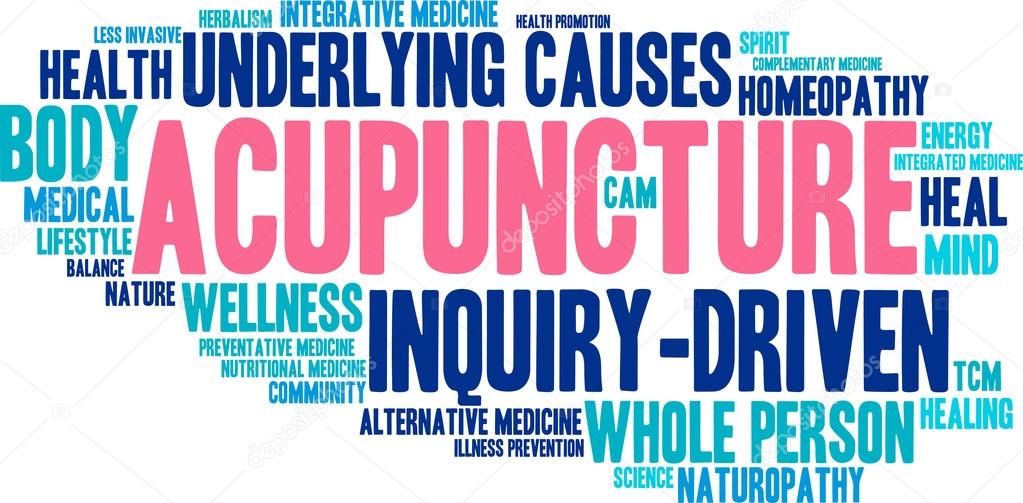 HERBALISM
INTEGRATIVE MEDICINE
HEALTH PROMOTION
LESS INVASIVE
HEALTH
UNDERLYING CAUSES
SPIRIT
COMPLEMENTARY MEDICINE
HOMEOPATHY
BODY
ACUPUNCTURE
CAM
ENERGY
INTEGRATED MEDICINE
MEDICAL
HEAL
LIFESTYLE
MIND
BALANCE
NATURE
WELLNESS
INQUIRY-DRIVEN
PREVENTATIVE MEDICINE
NUTRITIONAL MEDICINE
COMMUNITY
TCM
ALTERNATIVE MEDICINE
WHOLE PERSON
HEALING
ILLNESS PREVENTION
SCIENCE
NATUROPATHY
depositphotos